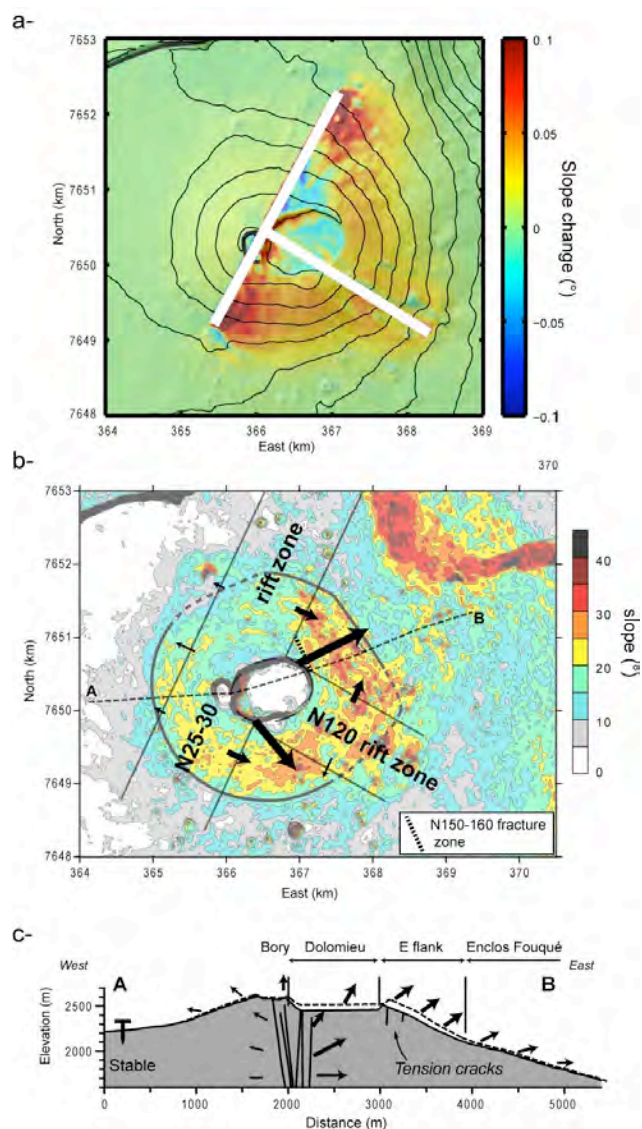 a-
7653
7652
7651
7650
7649
7648
North (km)
364
365
366
367
368
369
East (km)
0.1
0.05
0
-0.05
-0.1
Slope change (°)
b-
370
7653
7652
7651
7650
7649
7648
North (km)
rift zone
B
A
N25-30
N120 rift zone
N150-160 fracture
zone
364
365
366
367
368
369
370
East (km)
40
30
20
10
0
c-
Bory
Dolomieu
E flank
Enclos Fouqué
West
East
A
B
2500
2000
Elevation (m)
Stable
Tension cracks
0
1000
2000
3000
4000
5000
Distance (m)